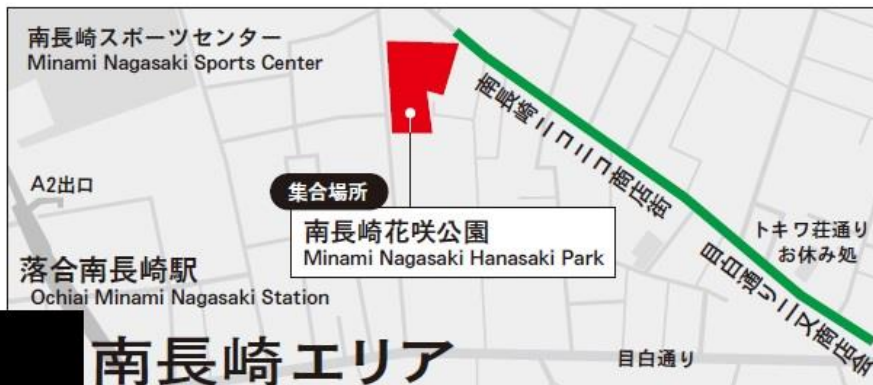 南長崎スポーツセンター
Minami Nagasaki Sports Center
A2出口
集合場所
南長崎花咲公園
Minami Nagasaki Hanasaki Park
落合南長崎駅
Ochiai Minami Nagasaki Station
南長崎ニコニコ商店街
トキワ荘通り
お休み処
目白通り二又商店会
目白通り
南長崎エリア